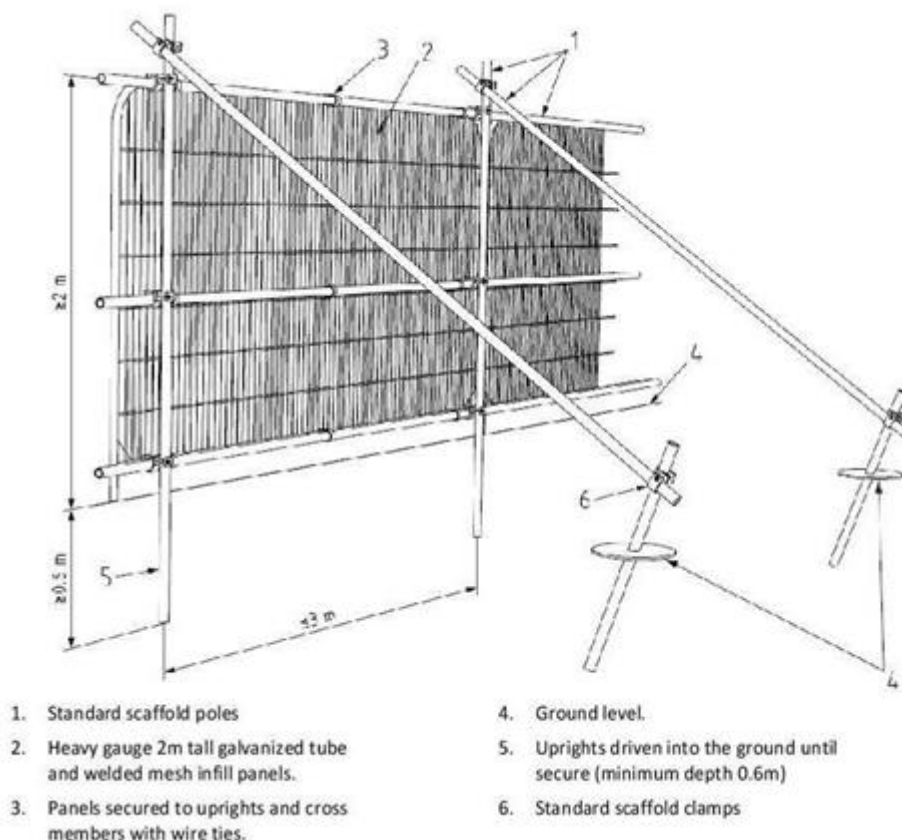 1
3
2
≥2 m
4
6
5
≥0.6 m
≤3 m
4
1. Standard scaffold poles
2. Heavy gauge 2m tall galvanized tube
and welded mesh infill panels.
3. Panels secured to uprights and cross
members with wire ties.
4. Ground level.
5. Uprights driven into the ground until
secure (minimum depth 0.6m)
6. Standard scaffold clamps